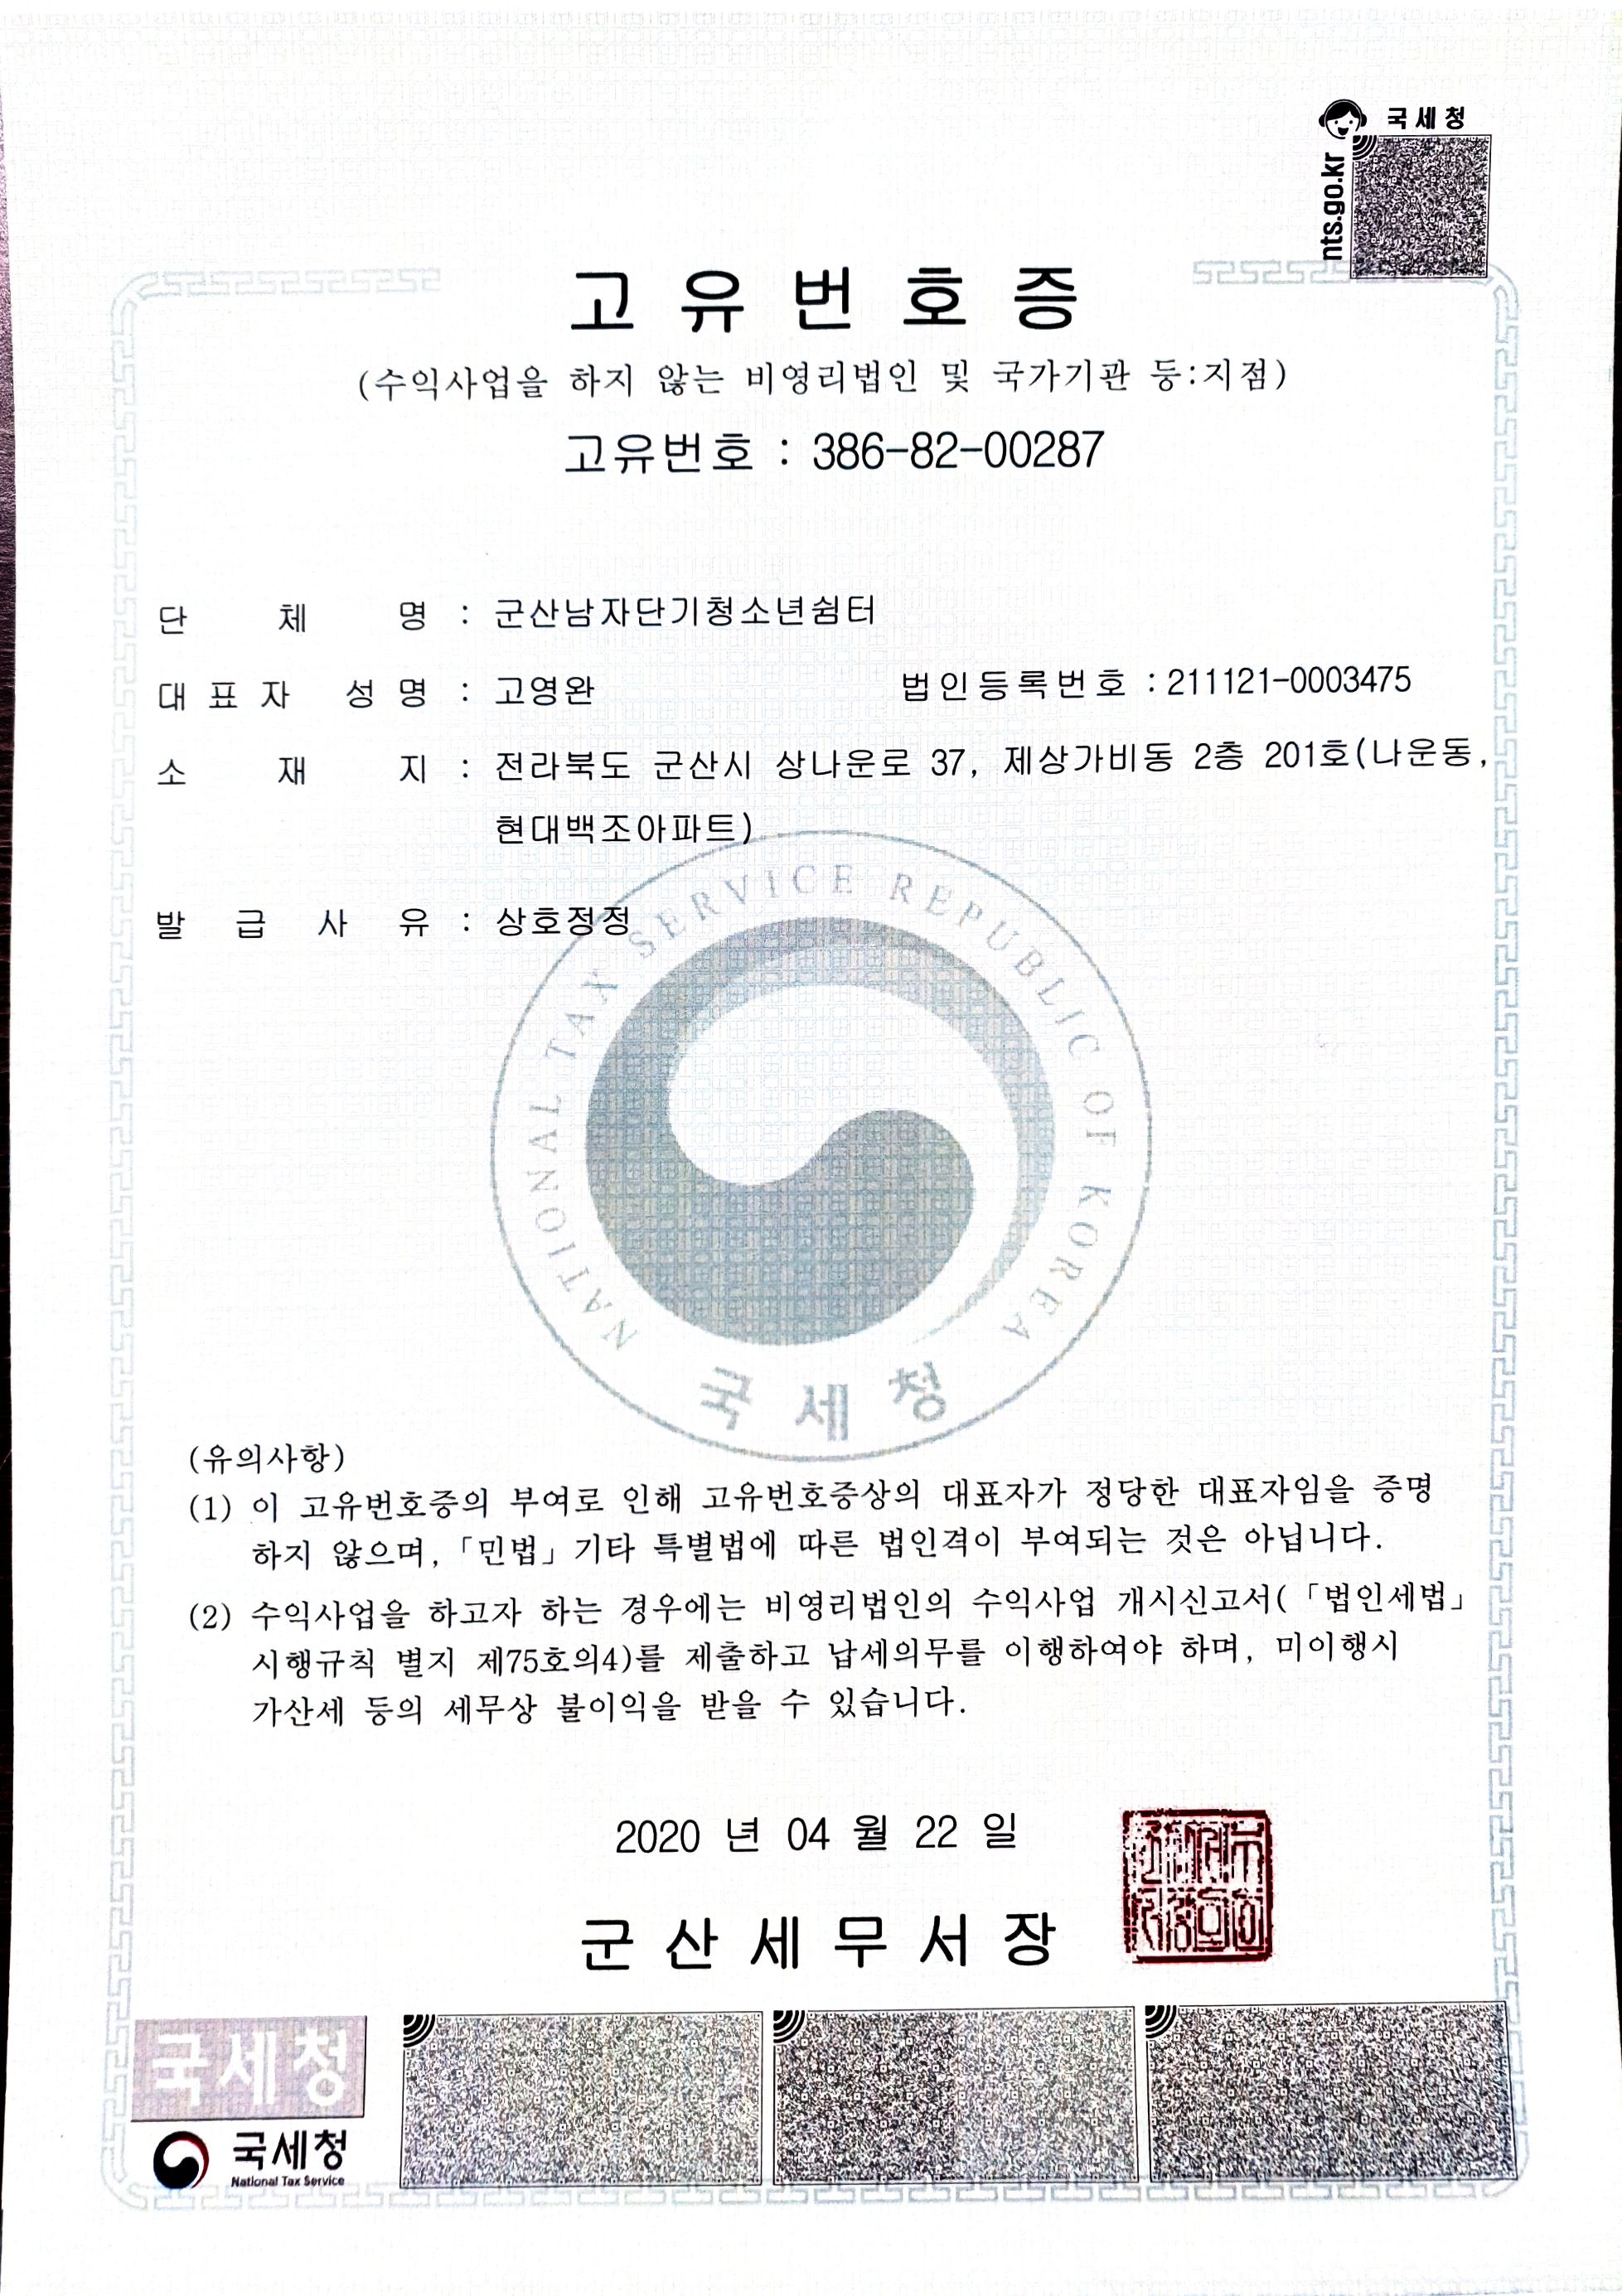 국세청
nts.go.kr
고유번호증
(수익사업을 하지 않는 비영리법인 및 국가기관 등:지점)
고유번호 : 386-82-00287
단체명 : 군산남자단기청소년쉼터
대표자 성명 : 고영완 법인등록번호 : 211121-0003475
소재지 : 전라북도 군산시 상나운로 37, 제상가비동 2층 201호(나운동,
현대백조아파트)
발급사유 : 상호정정
NATIONAL TAX SERVICE REPUBLIC OF KOREA
국세청
(유의사항)
(1) 이 고유번호증의 부여로 인해 고유번호증상의 대표자가 정당한 대표자임을 증명
하지 않으며,「민법」기타 특별법에 따른 법인격이 부여되는 것은 아닙니다.
(2) 수익사업을 하고자 하는 경우에는 비영리법인의 수익사업 개시신고서(「법인세법」
시행규칙 별지 제75호의4)를 제출하고 납세의무를 이행하여야 하며, 미이행시
가산세 등의 세무상 불이익을 받을 수 있습니다.
2020 년 04 월 22 일
군산세무서장
국세청
국세청
National Tax Service